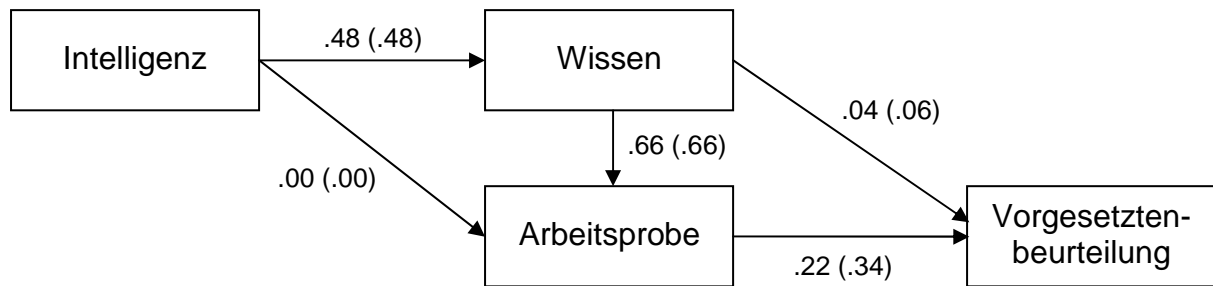 .48 (.48)
Intelligenz
Wissen
.04 (.06)
.66 (.66)
.00 (.00)
Arbeitsprobe
Vorgesetzten-
beurteilung
.22 (.34)